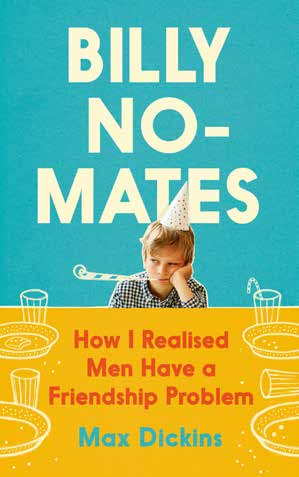 BILLY
NO-
MATES
How I Realised
Men Have a
Friendship Problem
Max Dickins